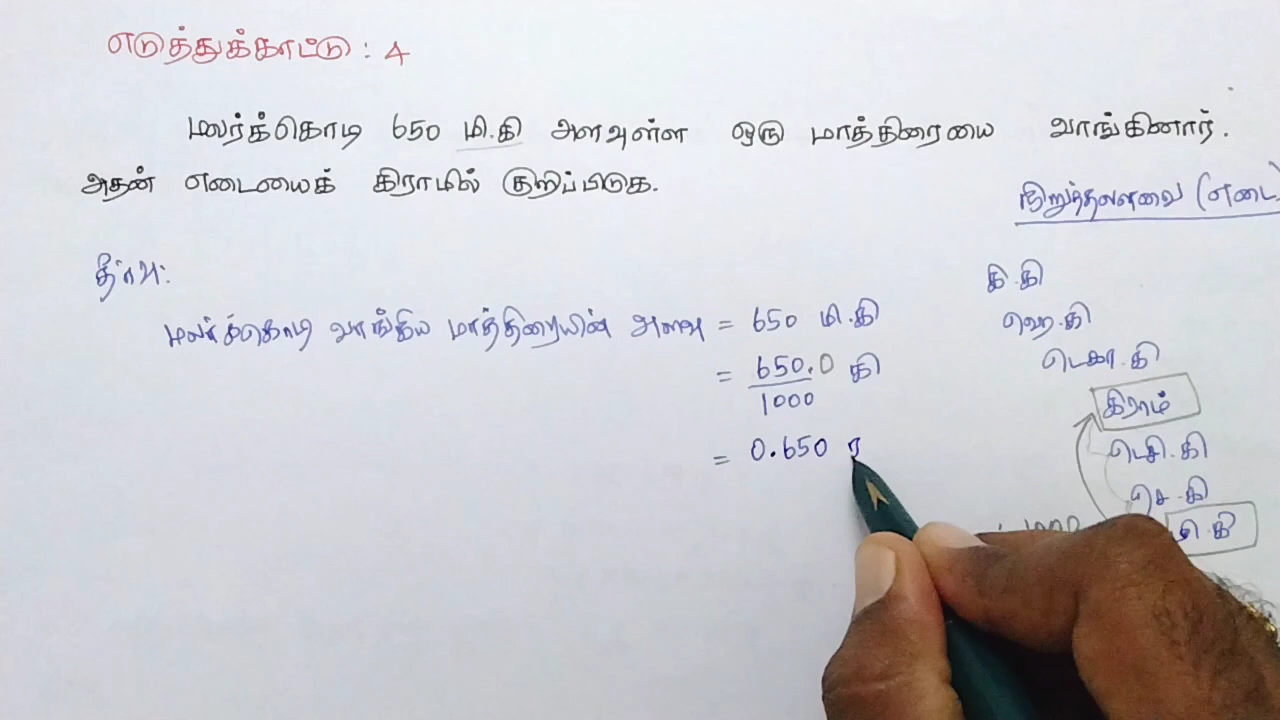 எடுத்துக்காட்டு : 4
மலர்க்கொடி 650 மி.கி அளவுள்ள ஒரு மாத்திரையை வாங்கினார்.
அதன் எடையைக் கிராமில் குறிப்பிடுக.
நிறுத்தலளவை (எடை)
தீர்வு:
மலர்க்கொடி வாங்கிய மாத்திரையின் அளவு = 650 மி.கி
= 650.0 கி
1000
= 0.650
கி.கி
ஹெ.கி
டெகா.கி
கிராம்
டெசி.கி
செ.கி
மி.கி